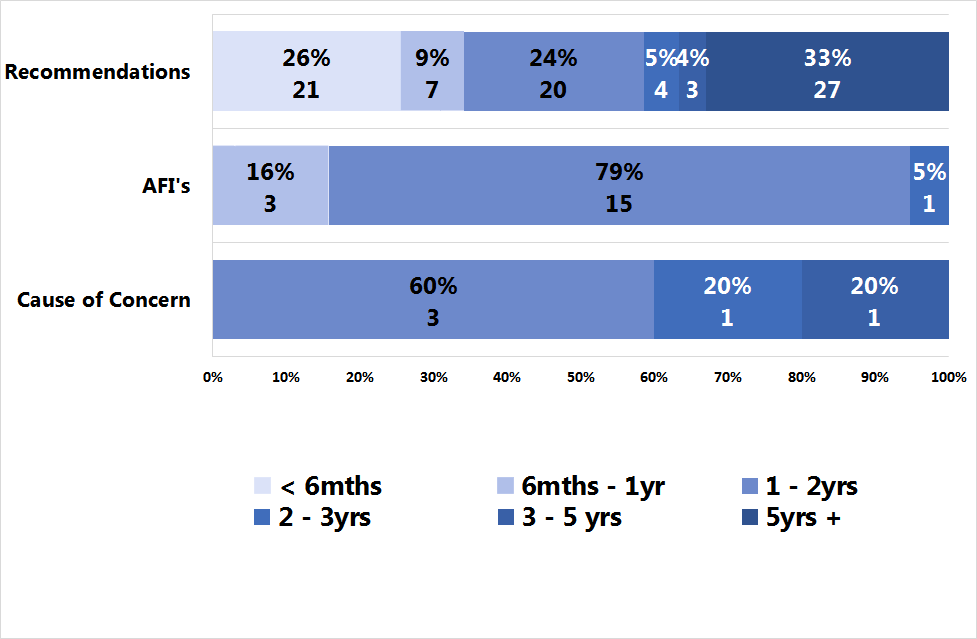 26% 9% 24% 5% 4% 33%
Recommendations
21 7 20 4 3 27
16% 79% 5%
AFI's
3 15 1
60% 20% 20%
Cause of Concern
3 1 1
0% 10% 20% 30% 40% 50% 60% 70% 80% 90% 100%
< 6mths 6mths - 1yr 1 - 2yrs
2 - 3yrs 3 - 5 yrs 5yrs +